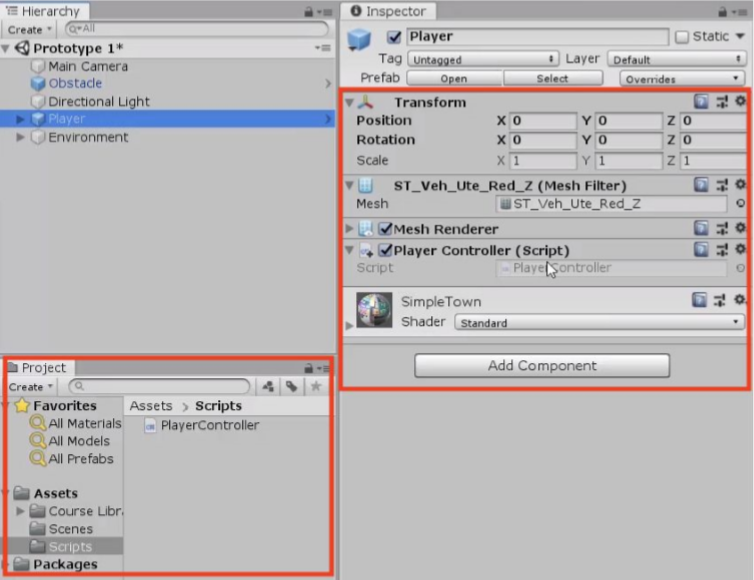 Hierarchy
Create
All
Prototype 1*
Main Camera
Obstacle
Directional Light
Player
Environment
Project
Create
Favorites
All Materials
All Models
All Prefabs
Assets
Course Libr
Scenes
Scripts
Packages
Assets > Scripts
PlayerController
Inspector
Player
Static
Tag Untagged Layer Default
Prefab Open Select Overrides
Transform
Position X 0 Y 0 Z 0
Rotation X 0 Y 0 Z 0
Scale X 1 Y 1 Z 1
ST_Veh_Ute_Red_Z (Mesh Filter)
Mesh ST_Veh_Ute_Red_Z
Mesh Renderer
Player Controller (Script)
Script PlayerController
SimpleTown
Shader Standard
Add Component